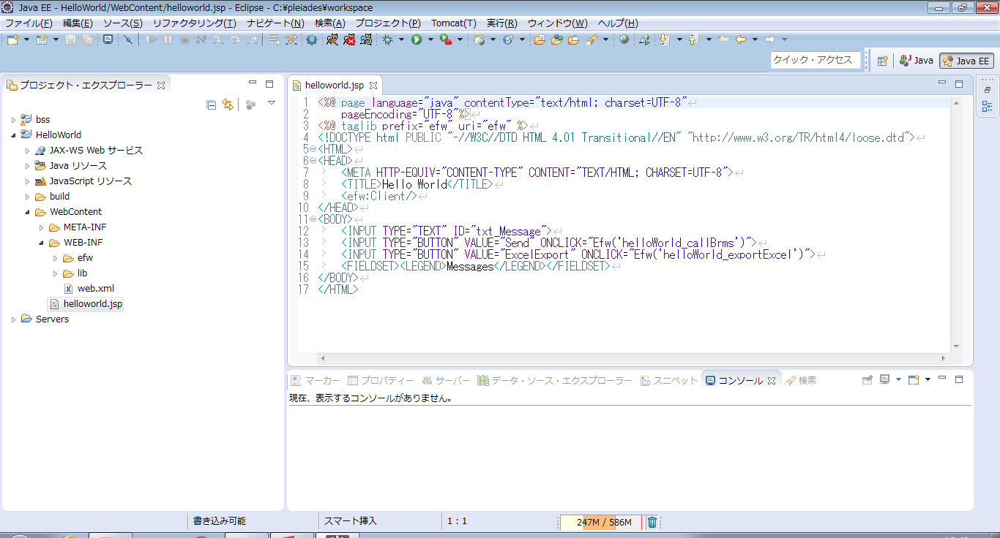 Java EE - HelloWorld/WebContent/helloworld.jsp - Eclipse - C:¥pleiades¥workspace
ファイル(F) 編集(E) ソース(S) リファクタリング(T) ナビゲート(N) 検索(A) プロジェクト(P) Tomcat(T) 実行(R) ウィンドウ(W) ヘルプ(H)
クイック・アクセス Java Java EE
プロジェクト・エクスプローラー
bss
HelloWorld
JAX-WS Web サービス
Java リソース
JavaScript リソース
build
WebContent
META-INF
WEB-INF
efw
lib
web.xml
helloworld.jsp
Servers
helloworld.jsp
1 <%@ page language="java" contentType="text/html; charset=UTF-8"
2 pageEncoding="UTF-8"%>
3 <%@ taglib prefix="efw" uri="efw" %>
4 <!DOCTYPE html PUBLIC "-//W3C//DTD HTML 4.01 Transitional//EN" "http://www.w3.org/TR/html4/loose.dtd">
5 <HTML>
6 <HEAD>
7 <META HTTP-EQUIV="CONTENT-TYPE" CONTENT="TEXT/HTML; CHARSET=UTF-8">
8 <TITLE>Hello World</TITLE>
9 <efw:Client/>
10 </HEAD>
11 <BODY>
12 <INPUT TYPE="TEXT" ID="txt_Message">
13 <INPUT TYPE="BUTTON" VALUE="Send" ONCLICK="Efw('helloWorld_callBrms')">
14 <INPUT TYPE="BUTTON" VALUE="ExcelExport" ONCLICK="Efw('helloWorld_exportExcel')">
15 <FIELDSET><LEGEND>Messages</LEGEND></FIELDSET>
16 </BODY>
17 </HTML>
マーカー プロパティー サーバー データ・ソース・エクスプローラー スニペット コンソール 検索
現在、表示するコンソールがありません。
書き込み可能 スマート挿入 1 : 1 247M / 586M